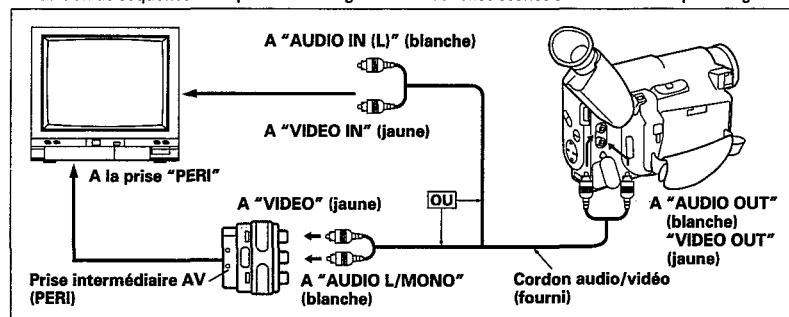 A "AUDIO IN (L)" (blanche)
A "VIDEO IN" (jaune)
A la prise "PERI"
A "VIDEO" (jaune)
OU
A "AUDIO OUT"
(blanche)
"VIDEO OUT"
(jaune)
Prise intermédiaire AV
(PERI)
A "AUDIO L/MONO"
(blanche)
Cordon audio/vidéo
(fourni)